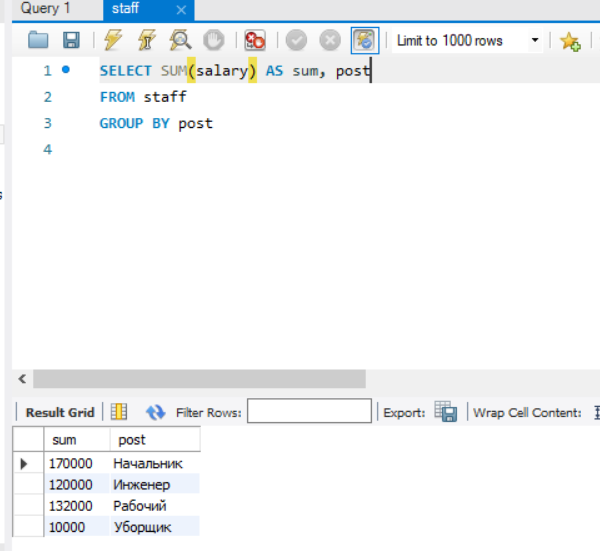 Query 1 staff
Limit to 1000 rows
1 SELECT SUM(salary) AS sum, post
2 FROM staff
3 GROUP BY post
4
Result Grid Filter Rows: Export: Wrap Cell Content:
sum post
170000 Начальник
120000 Инженер
132000 Рабочий
10000 Уборщик